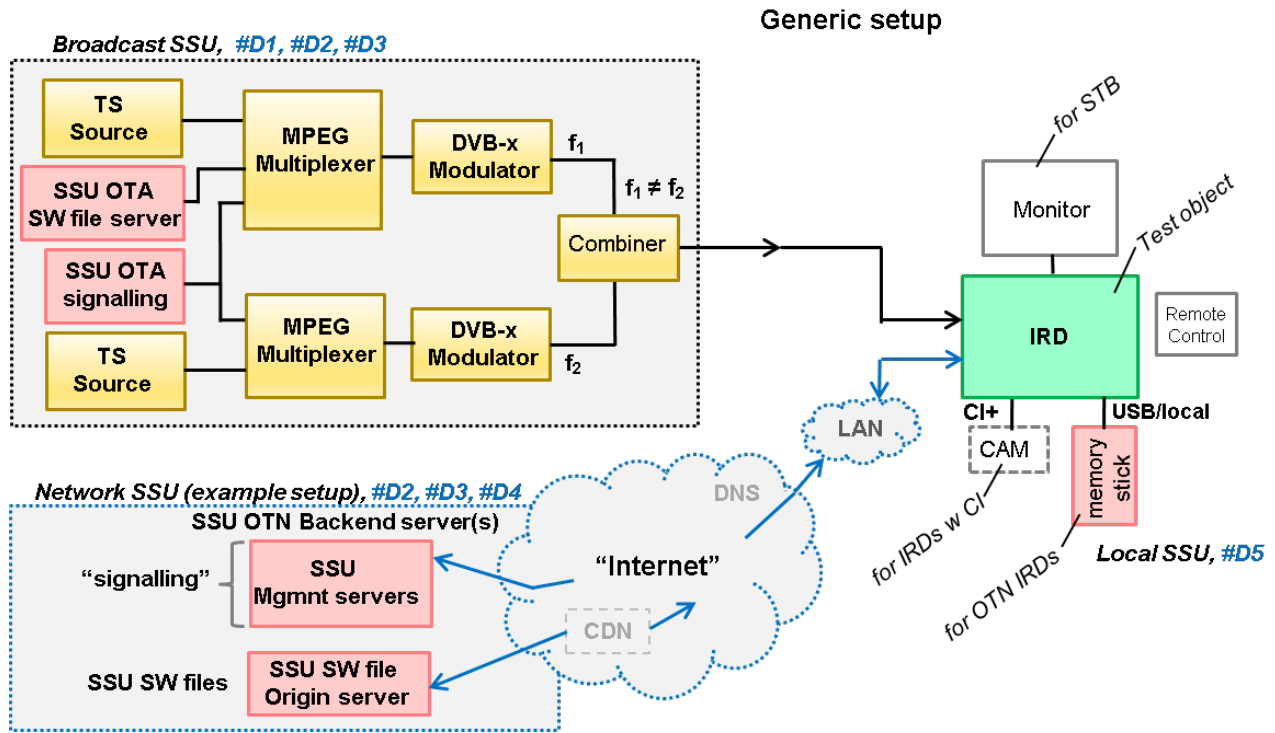 Generic setup
Broadcast SSU, #D1, #D2, #D3
TS
Source
SSU OTA
SW file server
SSU OTA
signalling
TS
Source
MPEG
Multiplexer
MPEG
Multiplexer
DVB-x
Modulator
DVB-x
Modulator
f₁
f₁ ≠ f₂
f₂
Combiner
for STB
Monitor
Test object
IRD
Remote
Control
CI+
USB/local
CAM
memory
stick
for IRDs w CI
for OTN IRDs
Local SSU, #D5
LAN
DNS
"Internet"
CDN
Network SSU (example setup), #D2, #D3, #D4
SSU OTN Backend server(s)
“signalling”
SSU
Mgmnt servers
SSU SW files
SSU SW file
Origin server